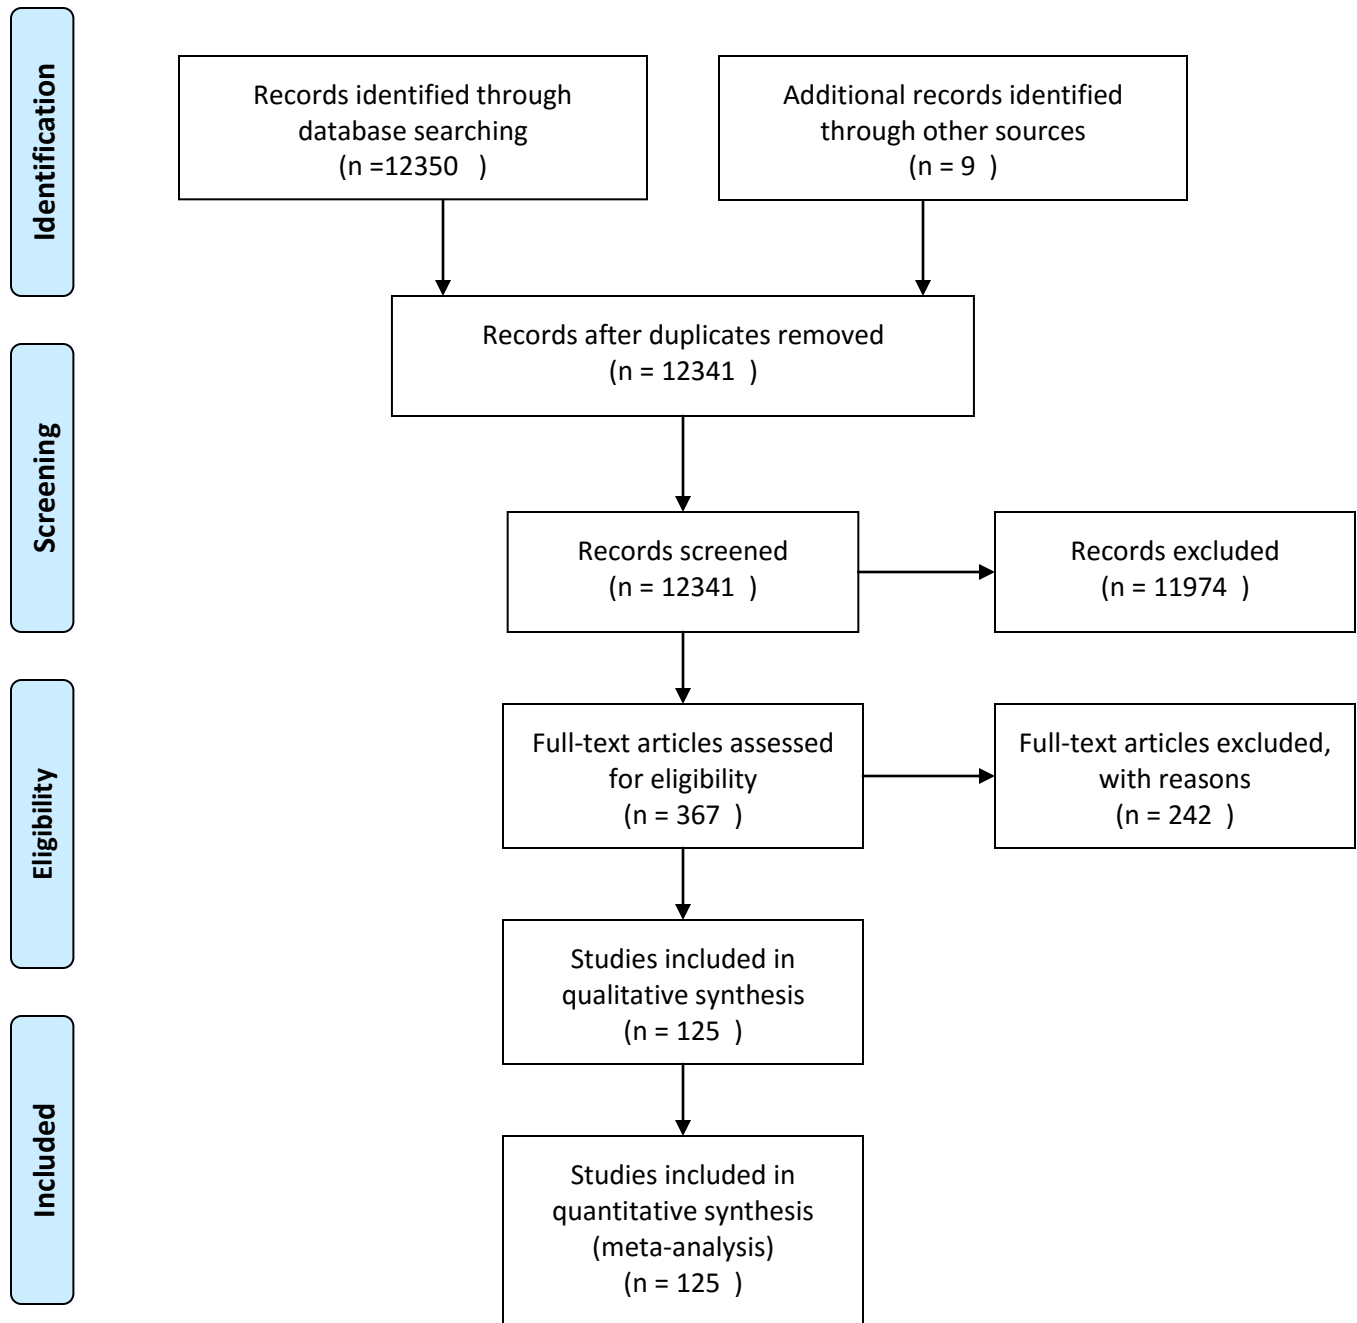 Identification
Records identified through
database searching
(n =12350   )
Additional records identified
through other sources
(n = 9   )
Records after duplicates removed
(n = 12341   )
Screening
Records screened
(n = 12341   )
Records excluded
(n = 11974   )
Eligibility
Full-text articles assessed
for eligibility
(n = 367   )
Full-text articles excluded,
with reasons
(n = 242   )
Studies included in
qualitative synthesis
(n = 125   )
Included
Studies included in
quantitative synthesis
(meta-analysis)
(n = 125   )